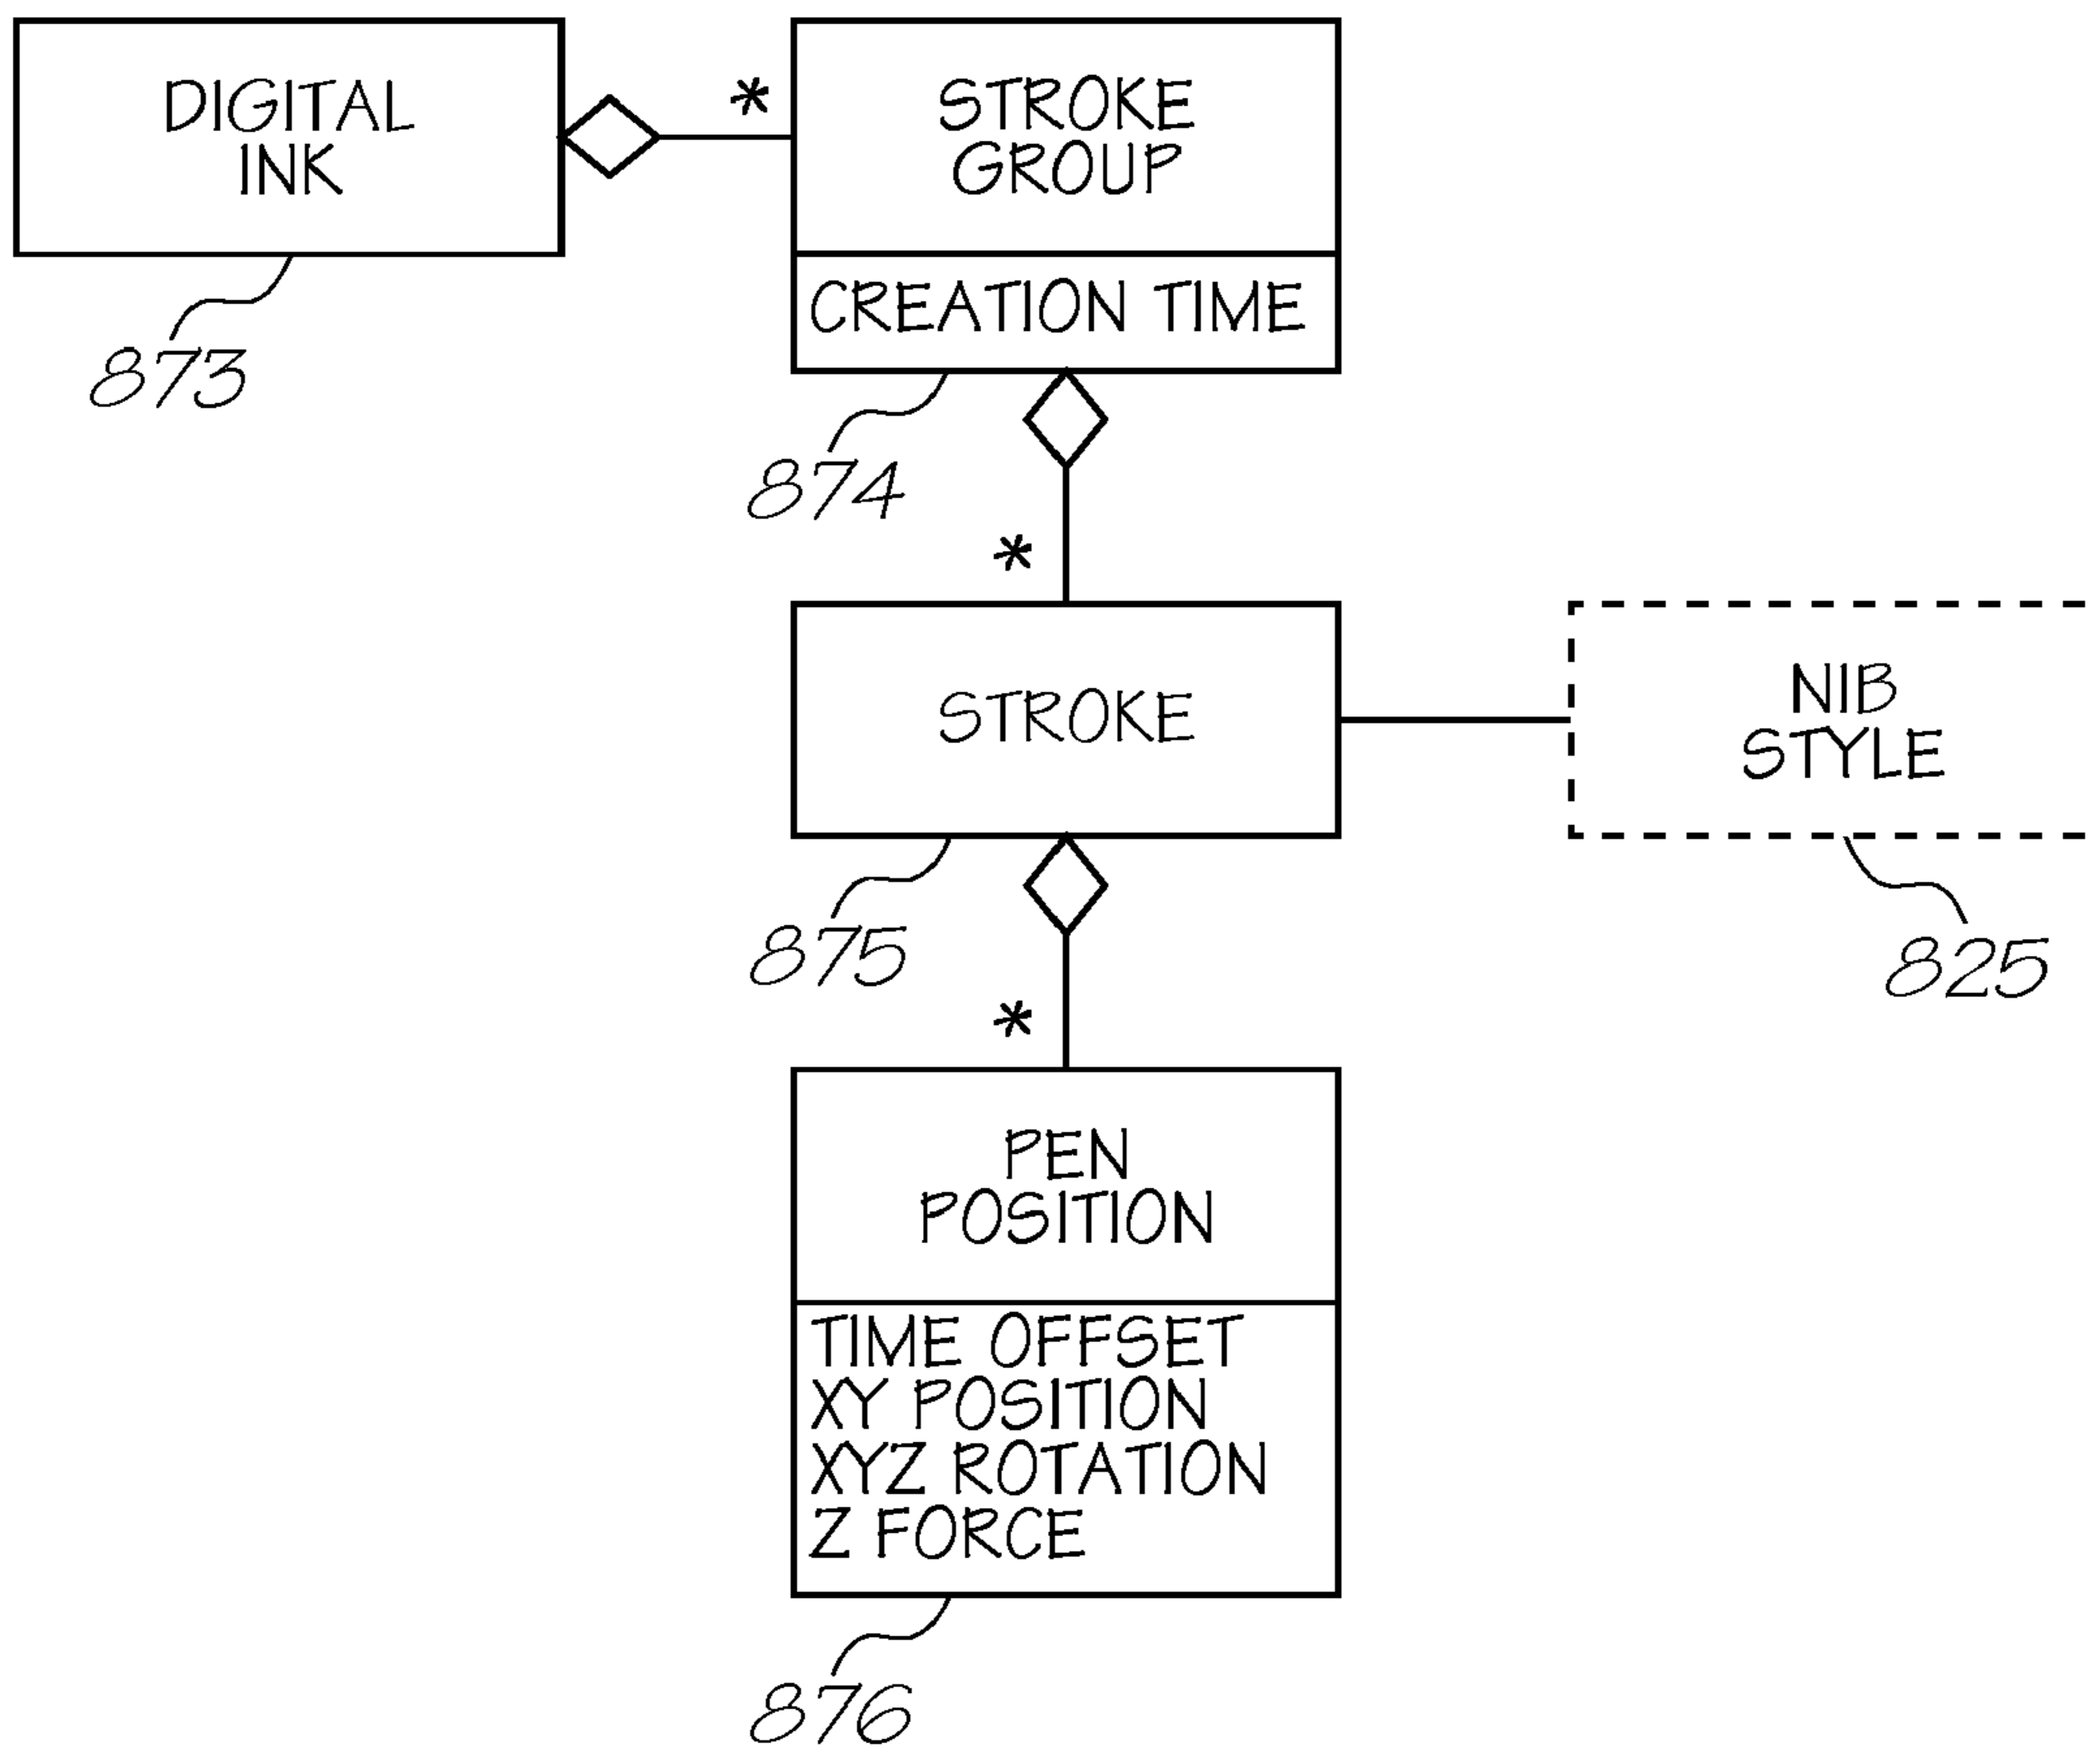 DIGITAL
INK
*
STROKE
GROUP
CREATION TIME
873
874
*
STROKE
NIB
STYLE
875
825
*
PEN
POSITION
TIME OFFSET
XY POSITION
XYZ ROTATION
Z FORCE
876